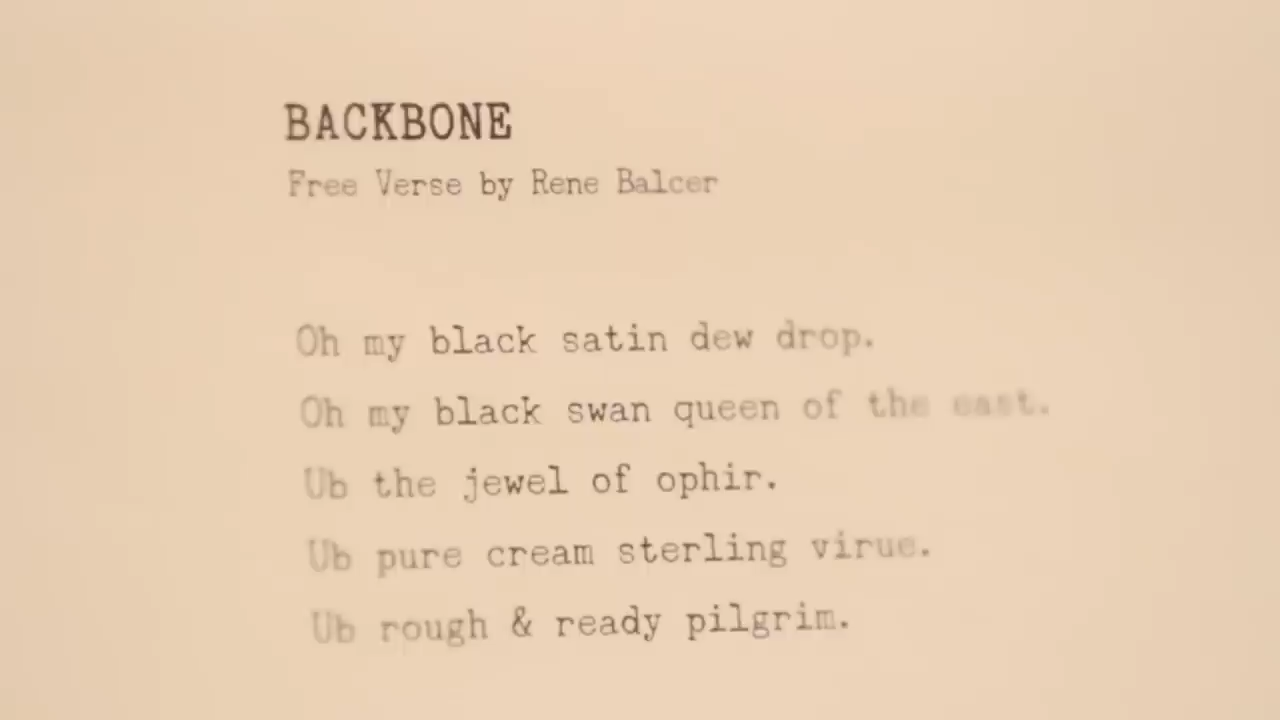 BACKBONE
Free Verse by Rene Balcer
Oh my black satin dew drop.
Oh my black swan queen of the east.
Ub the jewel of ophir.
Ub pure cream sterling virue.
Ub rough & ready pilgrim.